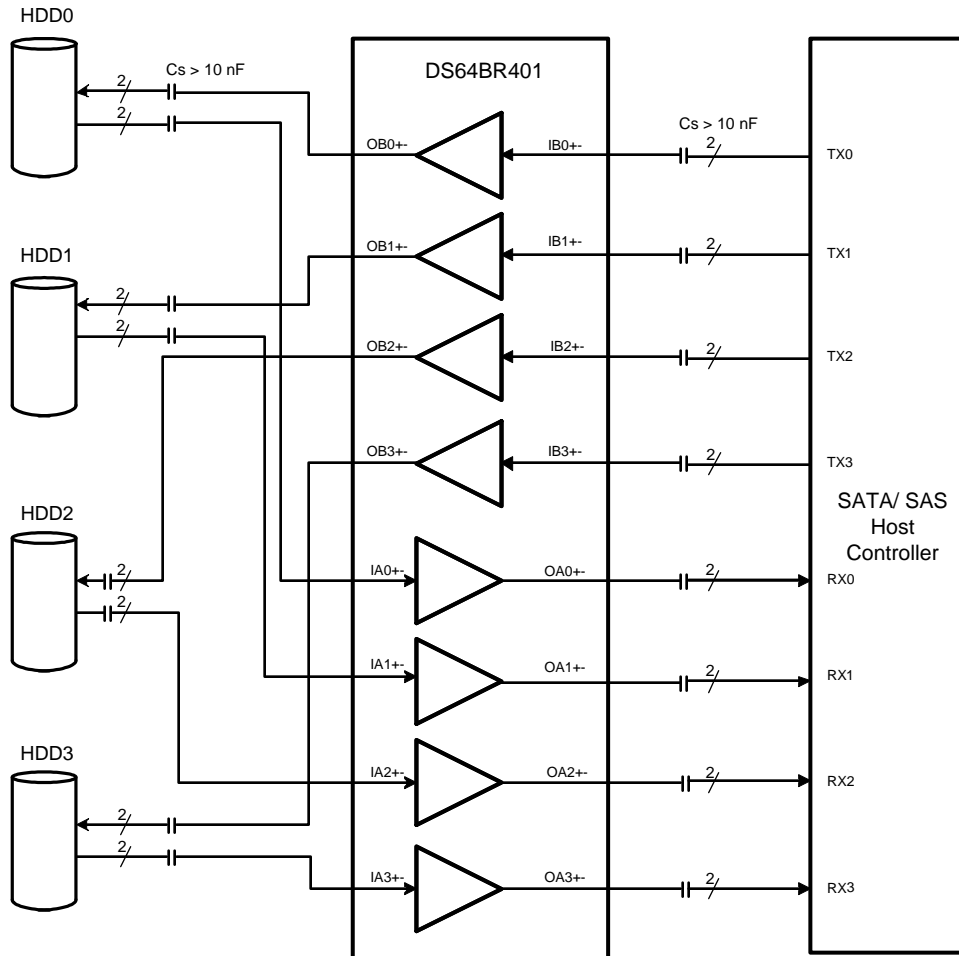 HDD0
2
Cs > 10 nF
2
DS64BR401
OB0+-
IB0+-
Cs > 10 nF
2
TX0
HDD1
2
2
OB1+-
IB1+-
2
TX1
OB2+-
IB2+-
2
TX2
OB3+-
IB3+-
2
TX3
SATA/ SAS
Host
Controller
HDD2
2
2
IA0+-
OA0+-
2
RX0
IA1+-
OA1+-
2
RX1
HDD3
2
2
IA2+-
OA2+-
2
RX2
IA3+-
OA3+-
2
RX3